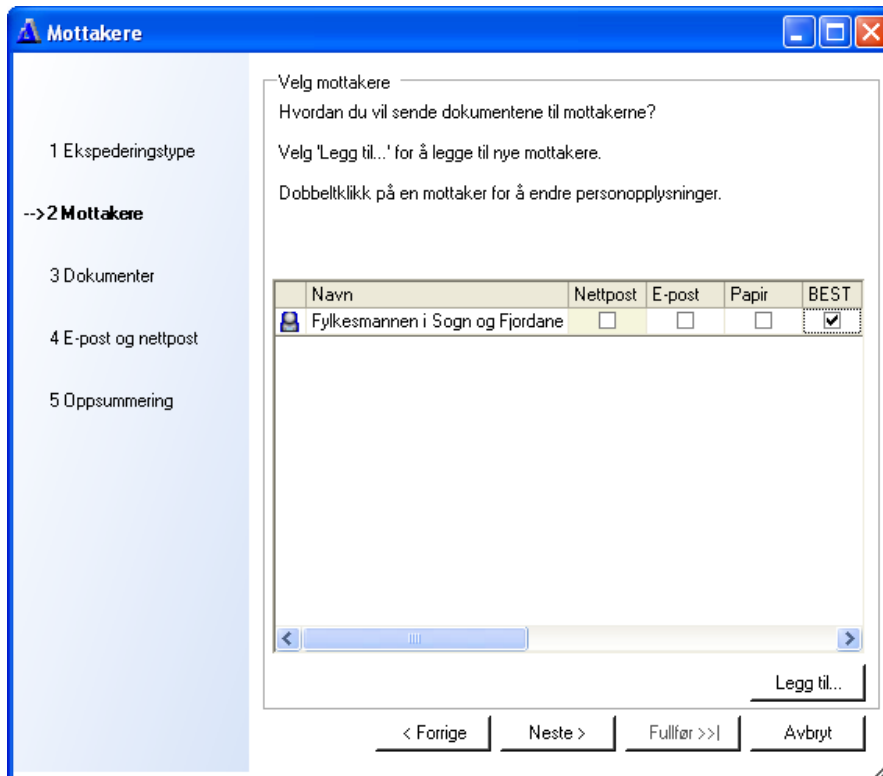 Mottakere
1 Ekspederingstype
-->2 Mottakere
3 Dokumenter
4 E-post og nettpost
5 Oppsummering
Velg mottakere
Hvordan du vil sende dokumentene til mottakerne?
Velg 'Legg til...' for å legge til nye mottakere.
Dobbeltklikk på en mottaker for å endre personopplysninger.
Navn Nettpost E-post Papir BEST
Fylkesmannen i Sogn og Fjordane
Legg til...
< Forrige Neste > Fullfør >>| Avbryt